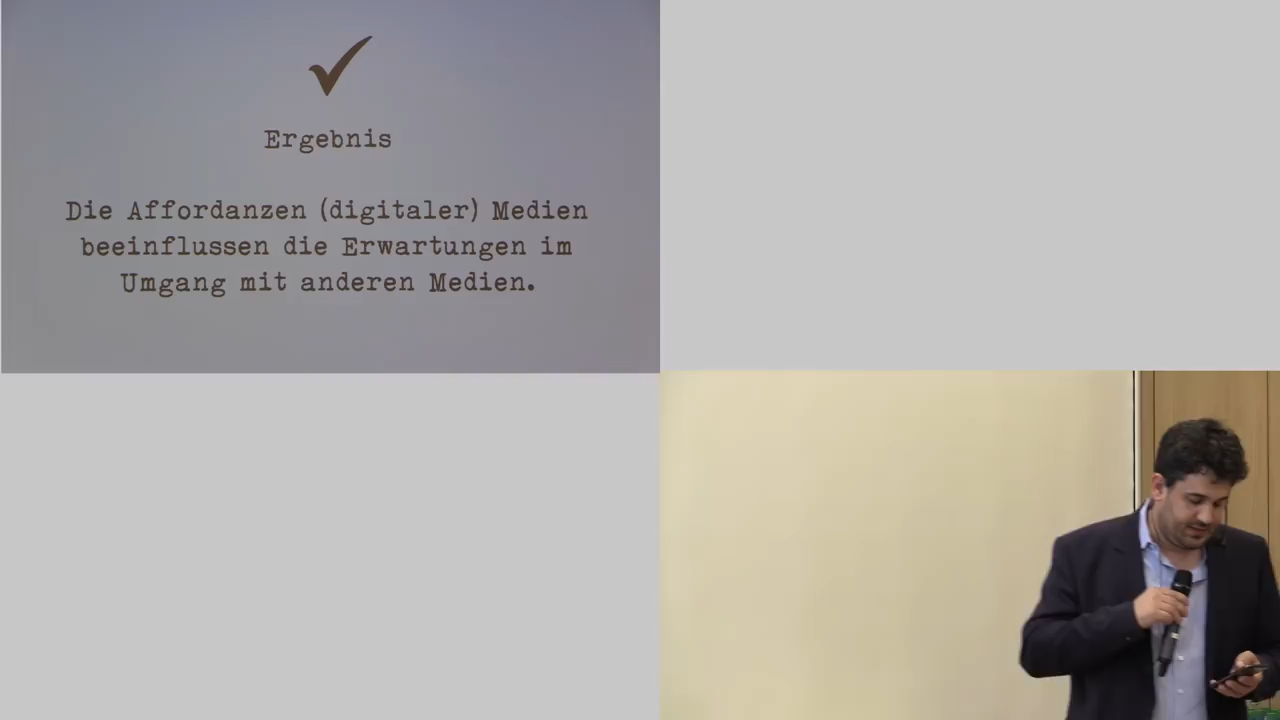 Ergebnis
Die Affordanzen (digitaler) Medien
beeinflussen die Erwartungen im
Umgang mit anderen Medien.